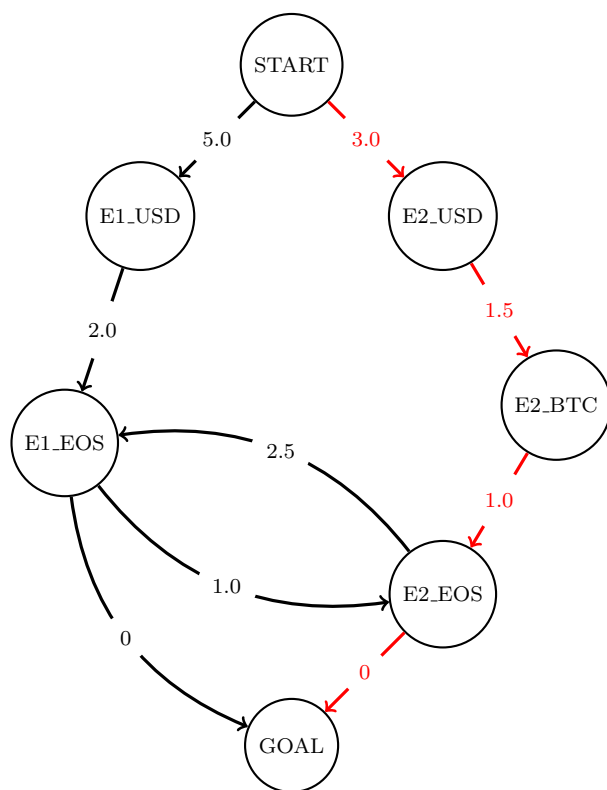 START
5.0
3.0
E1_USD
E2_USD
1.5
2.0
E2_BTC
E1_EOS
2.5
1.0
1.0
E2_EOS
0
0
GOAL